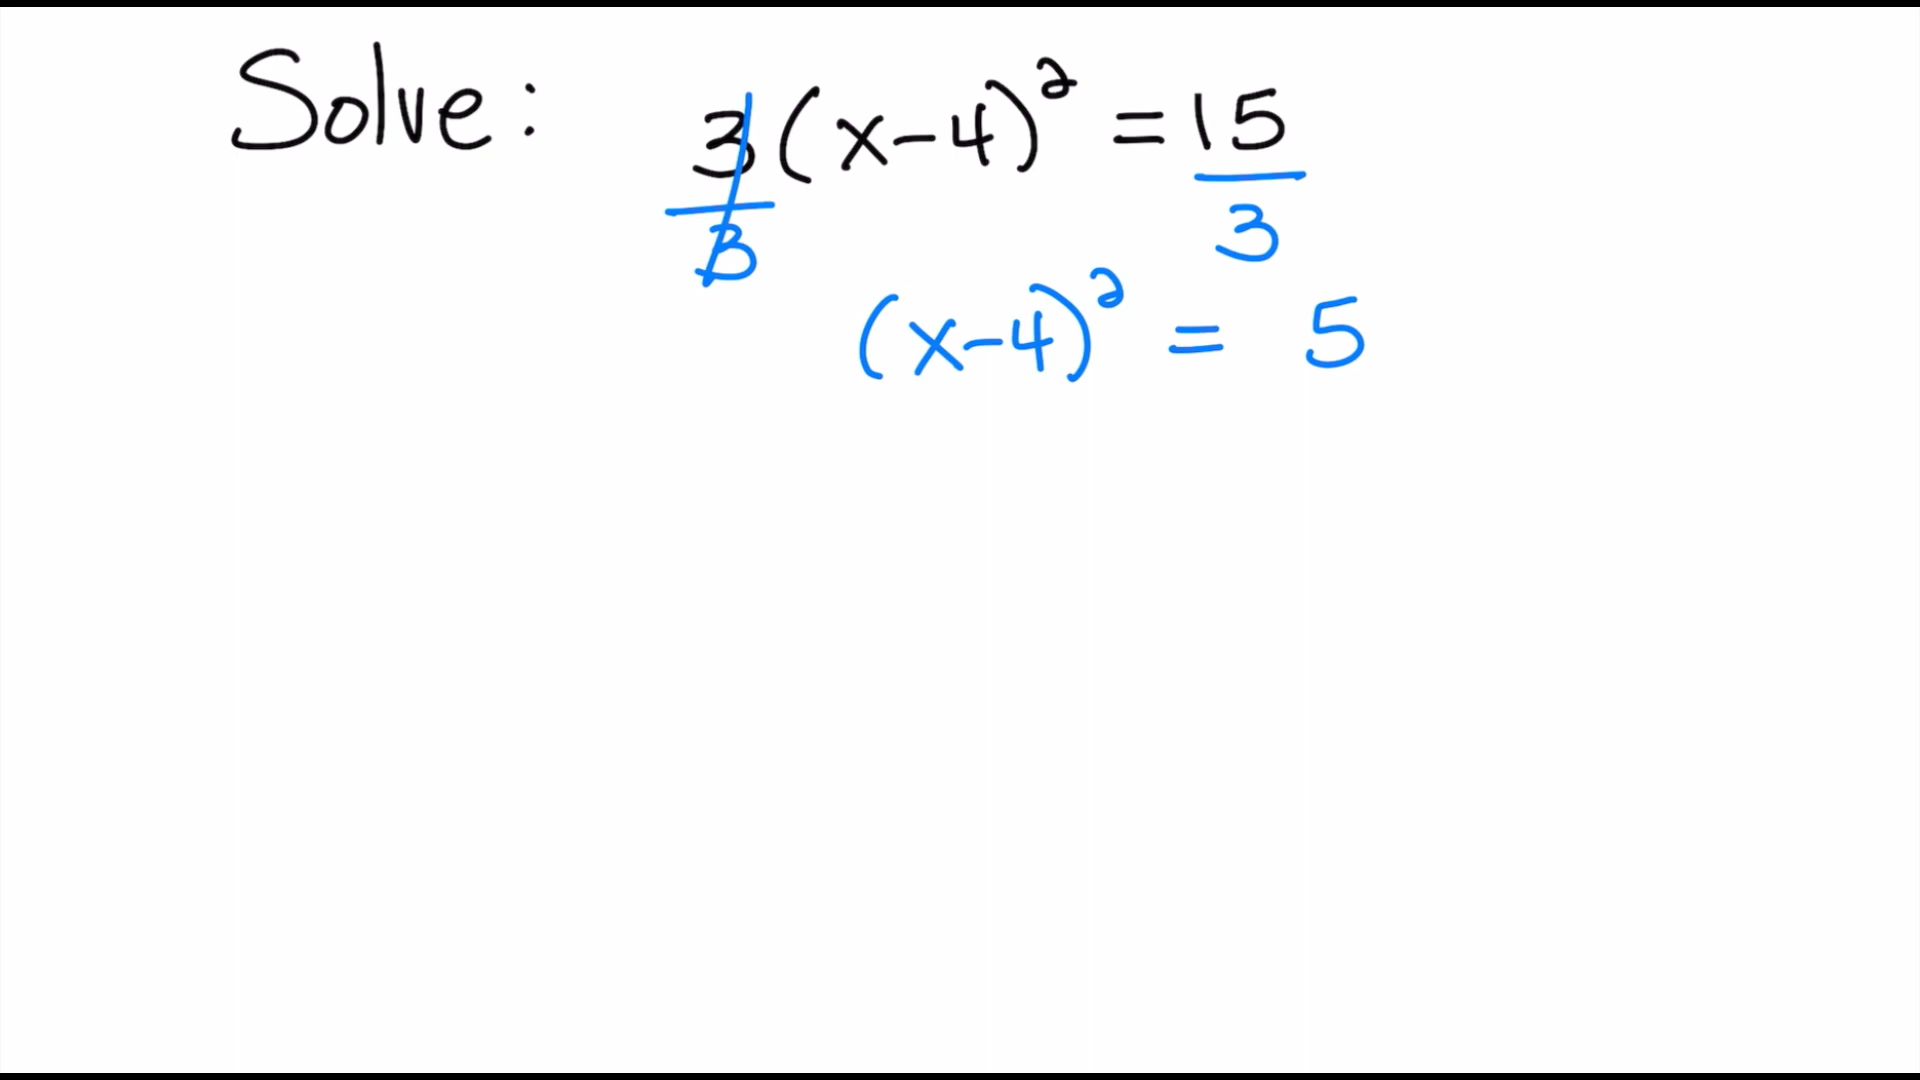 Solve: 3(x-4)² = 15
3 3
(x-4)² = 5